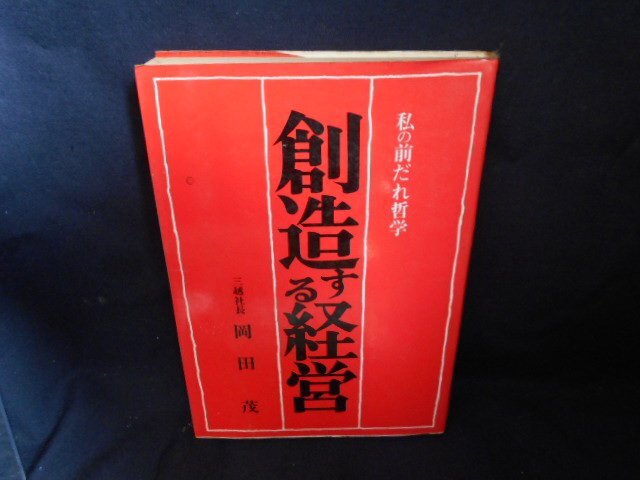 私の前だれ哲学
創造する経営
三越社長 岡田茂